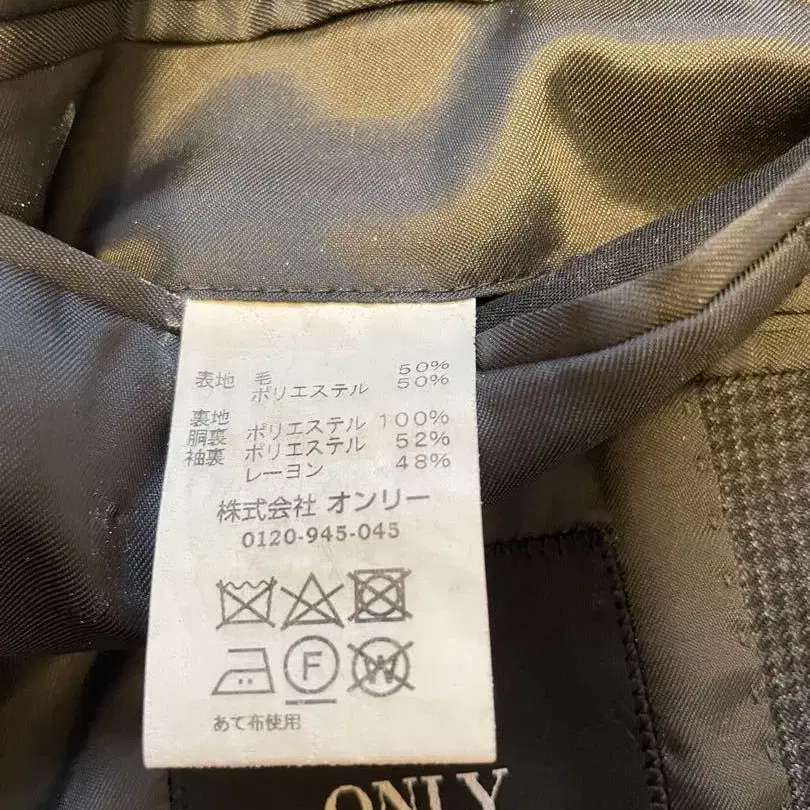 表地 毛 50%
ポリエステル 50%
裏地
胴裏 ポリエステル 100%
袖裏 ポリエステル 52%
レーヨン 48%
株式会社 オンリー
0120-945-045
F W
あて布使用
ONLY